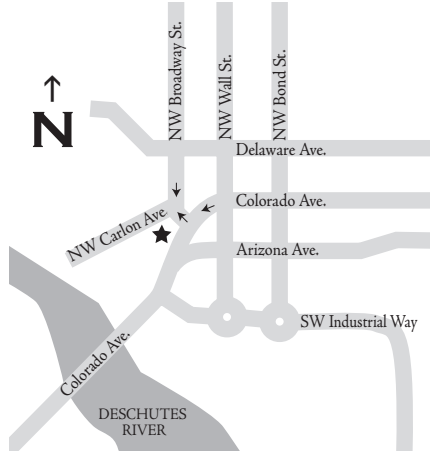 NW Broadway St.
NW Wall St.
NW Bond St.
N
Delaware Ave.
Colorado Ave.
NW Carlon Ave
Arizona Ave.
SW Industrial Way
Colorado Ave.
DESCHUTES
RIVER